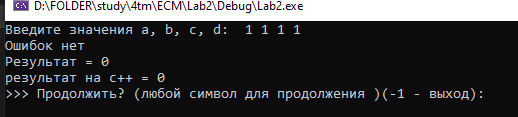 D:\FOLDER\study\4tm\ECM\Lab2\Debug\Lab2.exe
Введите значения a, b, c, d:  1 1 1 1
Ошибок нет
Результат = 0
результат на c++ = 0
>>> Продолжить? (любой символ для продолжения )(-1 - выход):